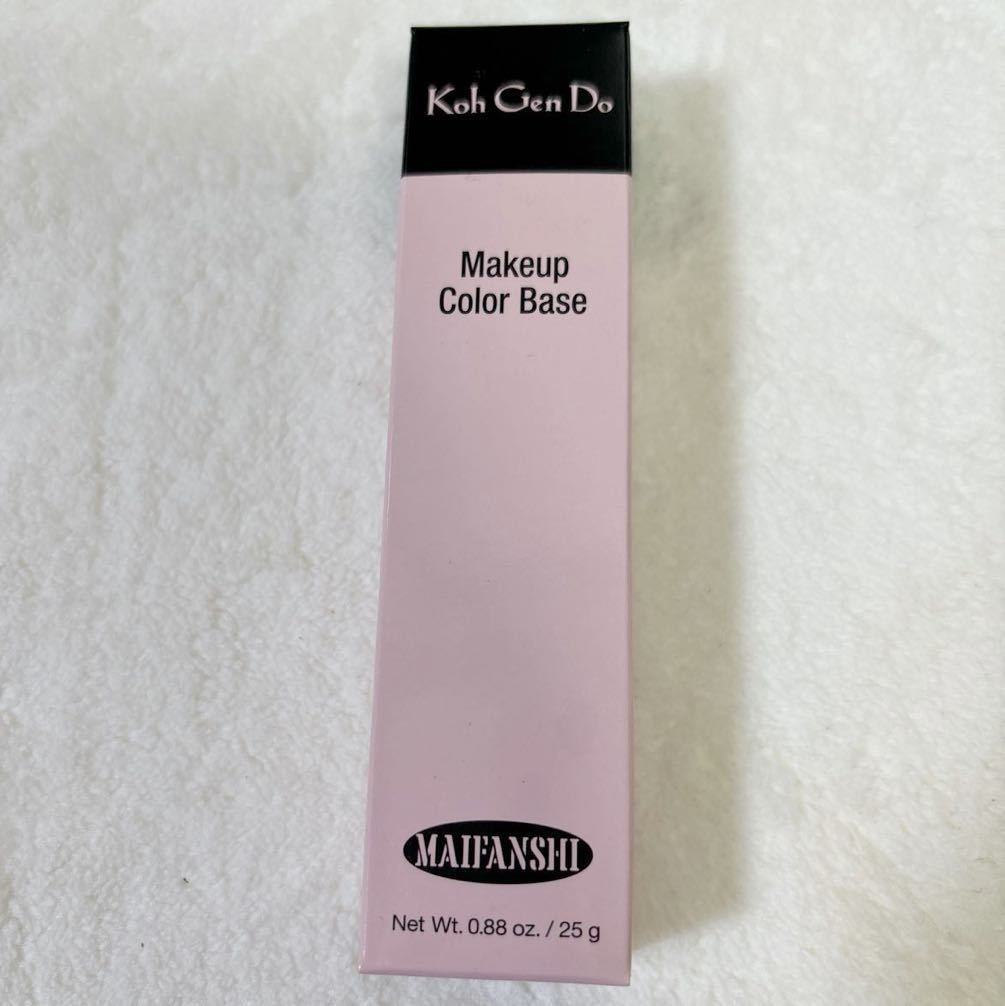 Koh Gen Do
Makeup
Color Base
MAIFANSHI
Net Wt. 0.88 oz. / 25 g